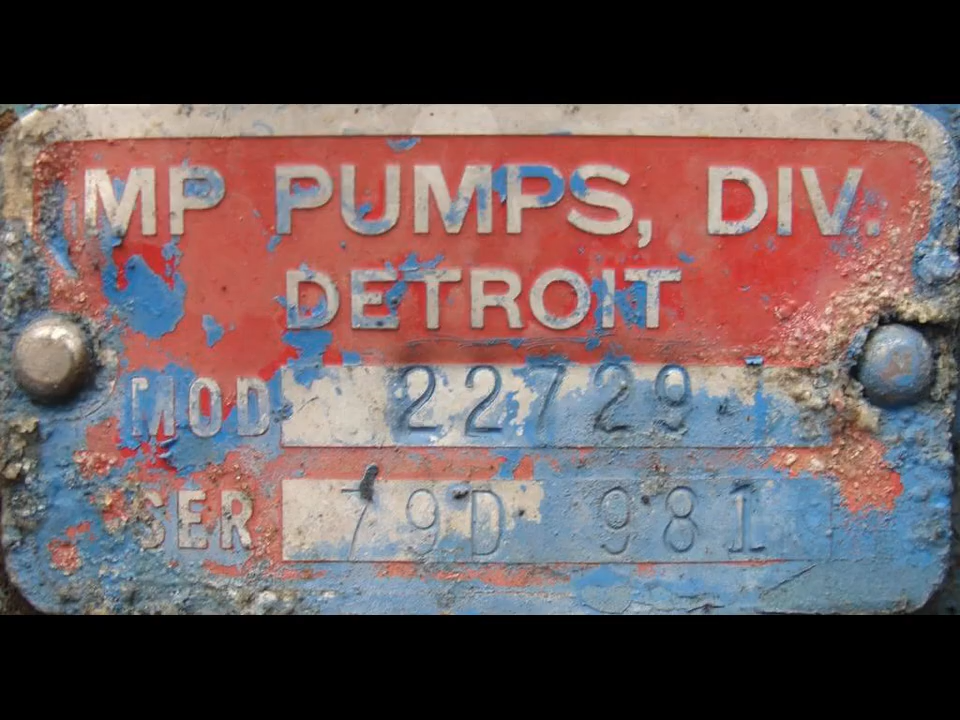 MP PUMPS, DIV.
DETROIT
MOD 22729
SER 79D 981